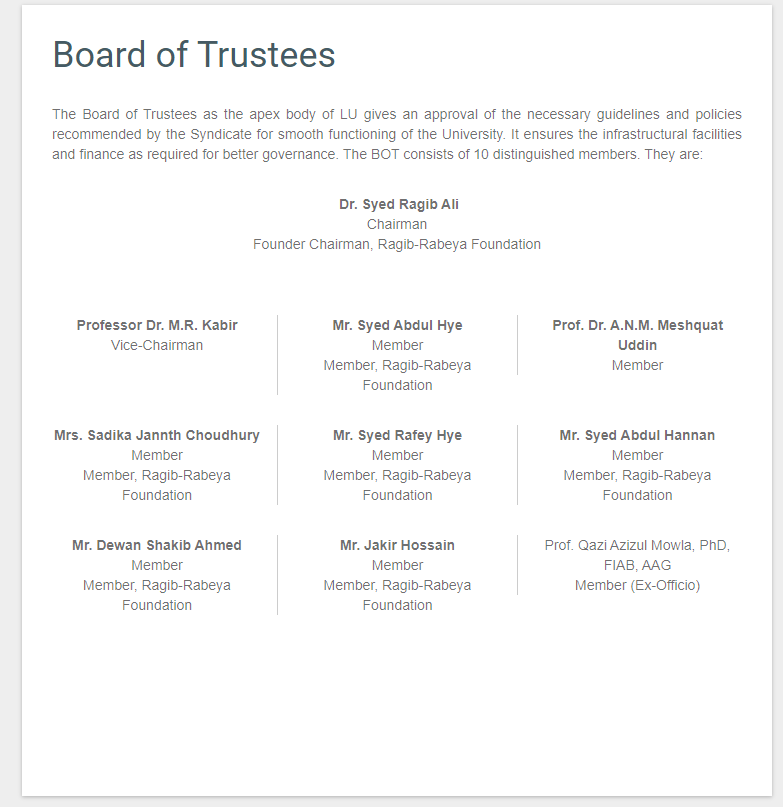 Board of Trustees
The Board of Trustees as the apex body of LU gives an approval of the necessary guidelines and policies
recommended by the Syndicate for smooth functioning of the University. It ensures the infrastructural facilities
and finance as required for better governance. The BOT consists of 10 distinguished members. They are:
Dr. Syed Ragib Ali
Chairman
Founder Chairman, Ragib-Rabeya Foundation
Professor Dr. M.R. Kabir
Vice-Chairman
Mr. Syed Abdul Hye
Member
Member, Ragib-Rabeya
Foundation
Prof. Dr. A.N.M. Meshquat
Uddin
Member
Mrs. Sadika Jannth Choudhury
Member
Member, Ragib-Rabeya
Foundation
Mr. Syed Rafey Hye
Member
Member, Ragib-Rabeya
Foundation
Mr. Syed Abdul Hannan
Member
Member, Ragib-Rabeya
Foundation
Mr. Dewan Shakib Ahmed
Member
Member, Ragib-Rabeya
Foundation
Mr. Jakir Hossain
Member
Member, Ragib-Rabeya
Foundation
Prof. Qazi Azizul Mowla, PhD,
FIAB, AAG
Member (Ex-Officio)